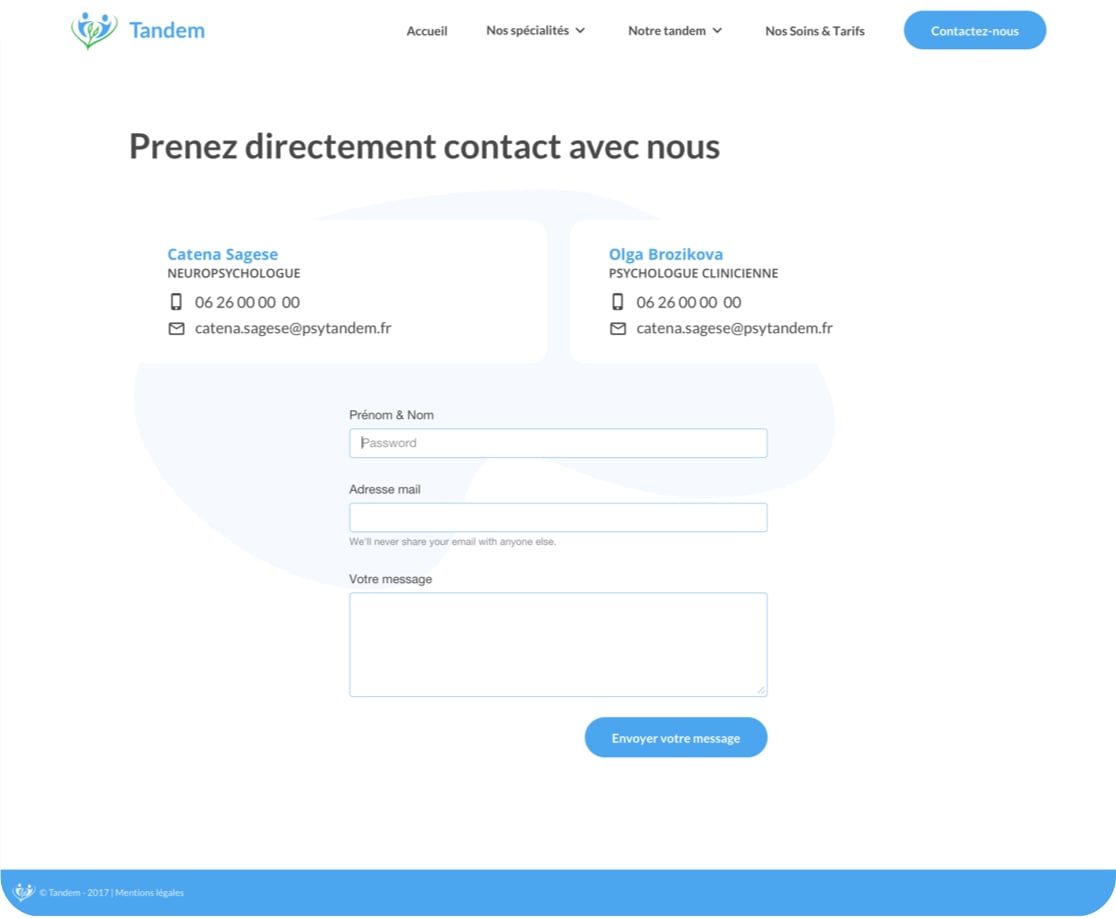 Tandem
Accueil
Nos spécialités
Notre tandem
Nos Soins & Tarifs
Contactez-nous
Prenez directement contact avec nous
Catena Sagese
NEUROPSYCHOLOGUE
06 26 00 00 00
catena.sagese@psytandem.fr
Olga Brozikova
PSYCHOLOGUE CLINICIENNE
06 26 00 00 00
catena.sagese@psytandem.fr
Prénom & Nom
Password
Adresse mail
We'll never share your email with anyone else.
Votre message
Envoyer votre message
© Tandem - 2017 | Mentions légales